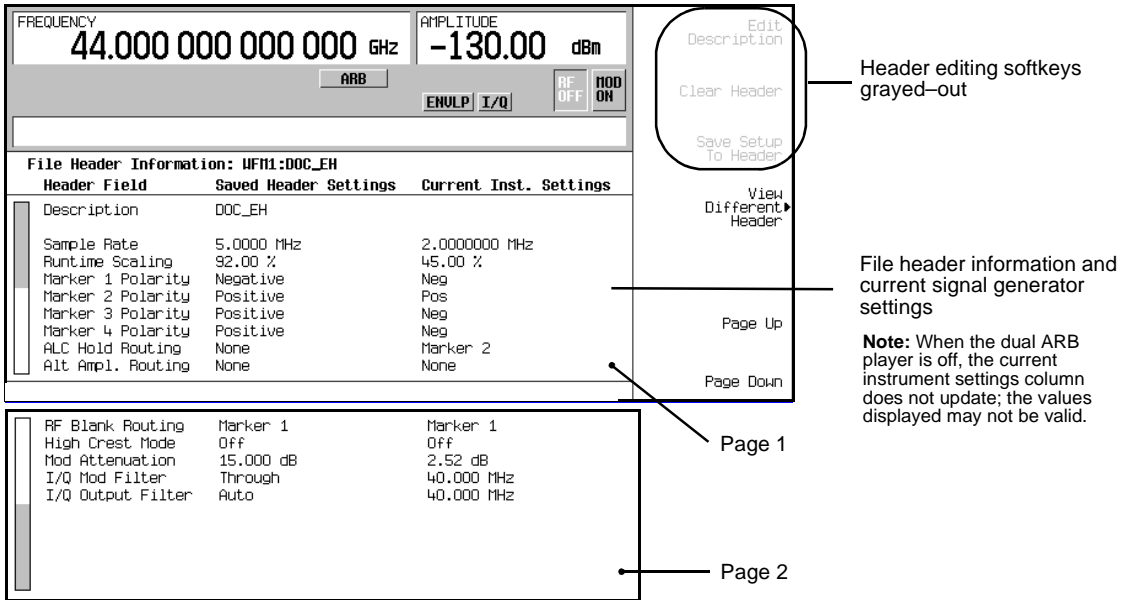 FREQUENCY
44.000 000 000 000 GHz
AMPLITUDE
-130.00 dBm
ARB
ENVLP I/Q
RF OFF
MOD ON
File Header Information: WFM1:DOC_EH
Header Field Saved Header Settings Current Inst. Settings
Description DOC_EH
Sample Rate 5.0000 MHz 2.0000000 MHz
Runtime Scaling 92.00 % 45.00 %
Marker 1 Polarity Negative Neg
Marker 2 Polarity Positive Pos
Marker 3 Polarity Positive Neg
Marker 4 Polarity Positive Neg
ALC Hold Routing None Marker 2
Alt Ampl. Routing None None
Edit
Description
Clear Header
Save Setup
To Header
View
Different
Header
Page Up
Page Down
RF Blank Routing Marker 1 Marker 1
High Crest Mode Off Off
Mod Attenuation 15.000 dB 2.52 dB
I/Q Mod Filter Through 40.000 MHz
I/Q Output Filter Auto 40.000 MHz
Header editing softkeys
grayed–out
File header information and
current signal generator
settings
Note: When the dual ARB
player is off, the current
instrument settings column
does not update; the values
displayed may not be valid.
Page 1
Page 2